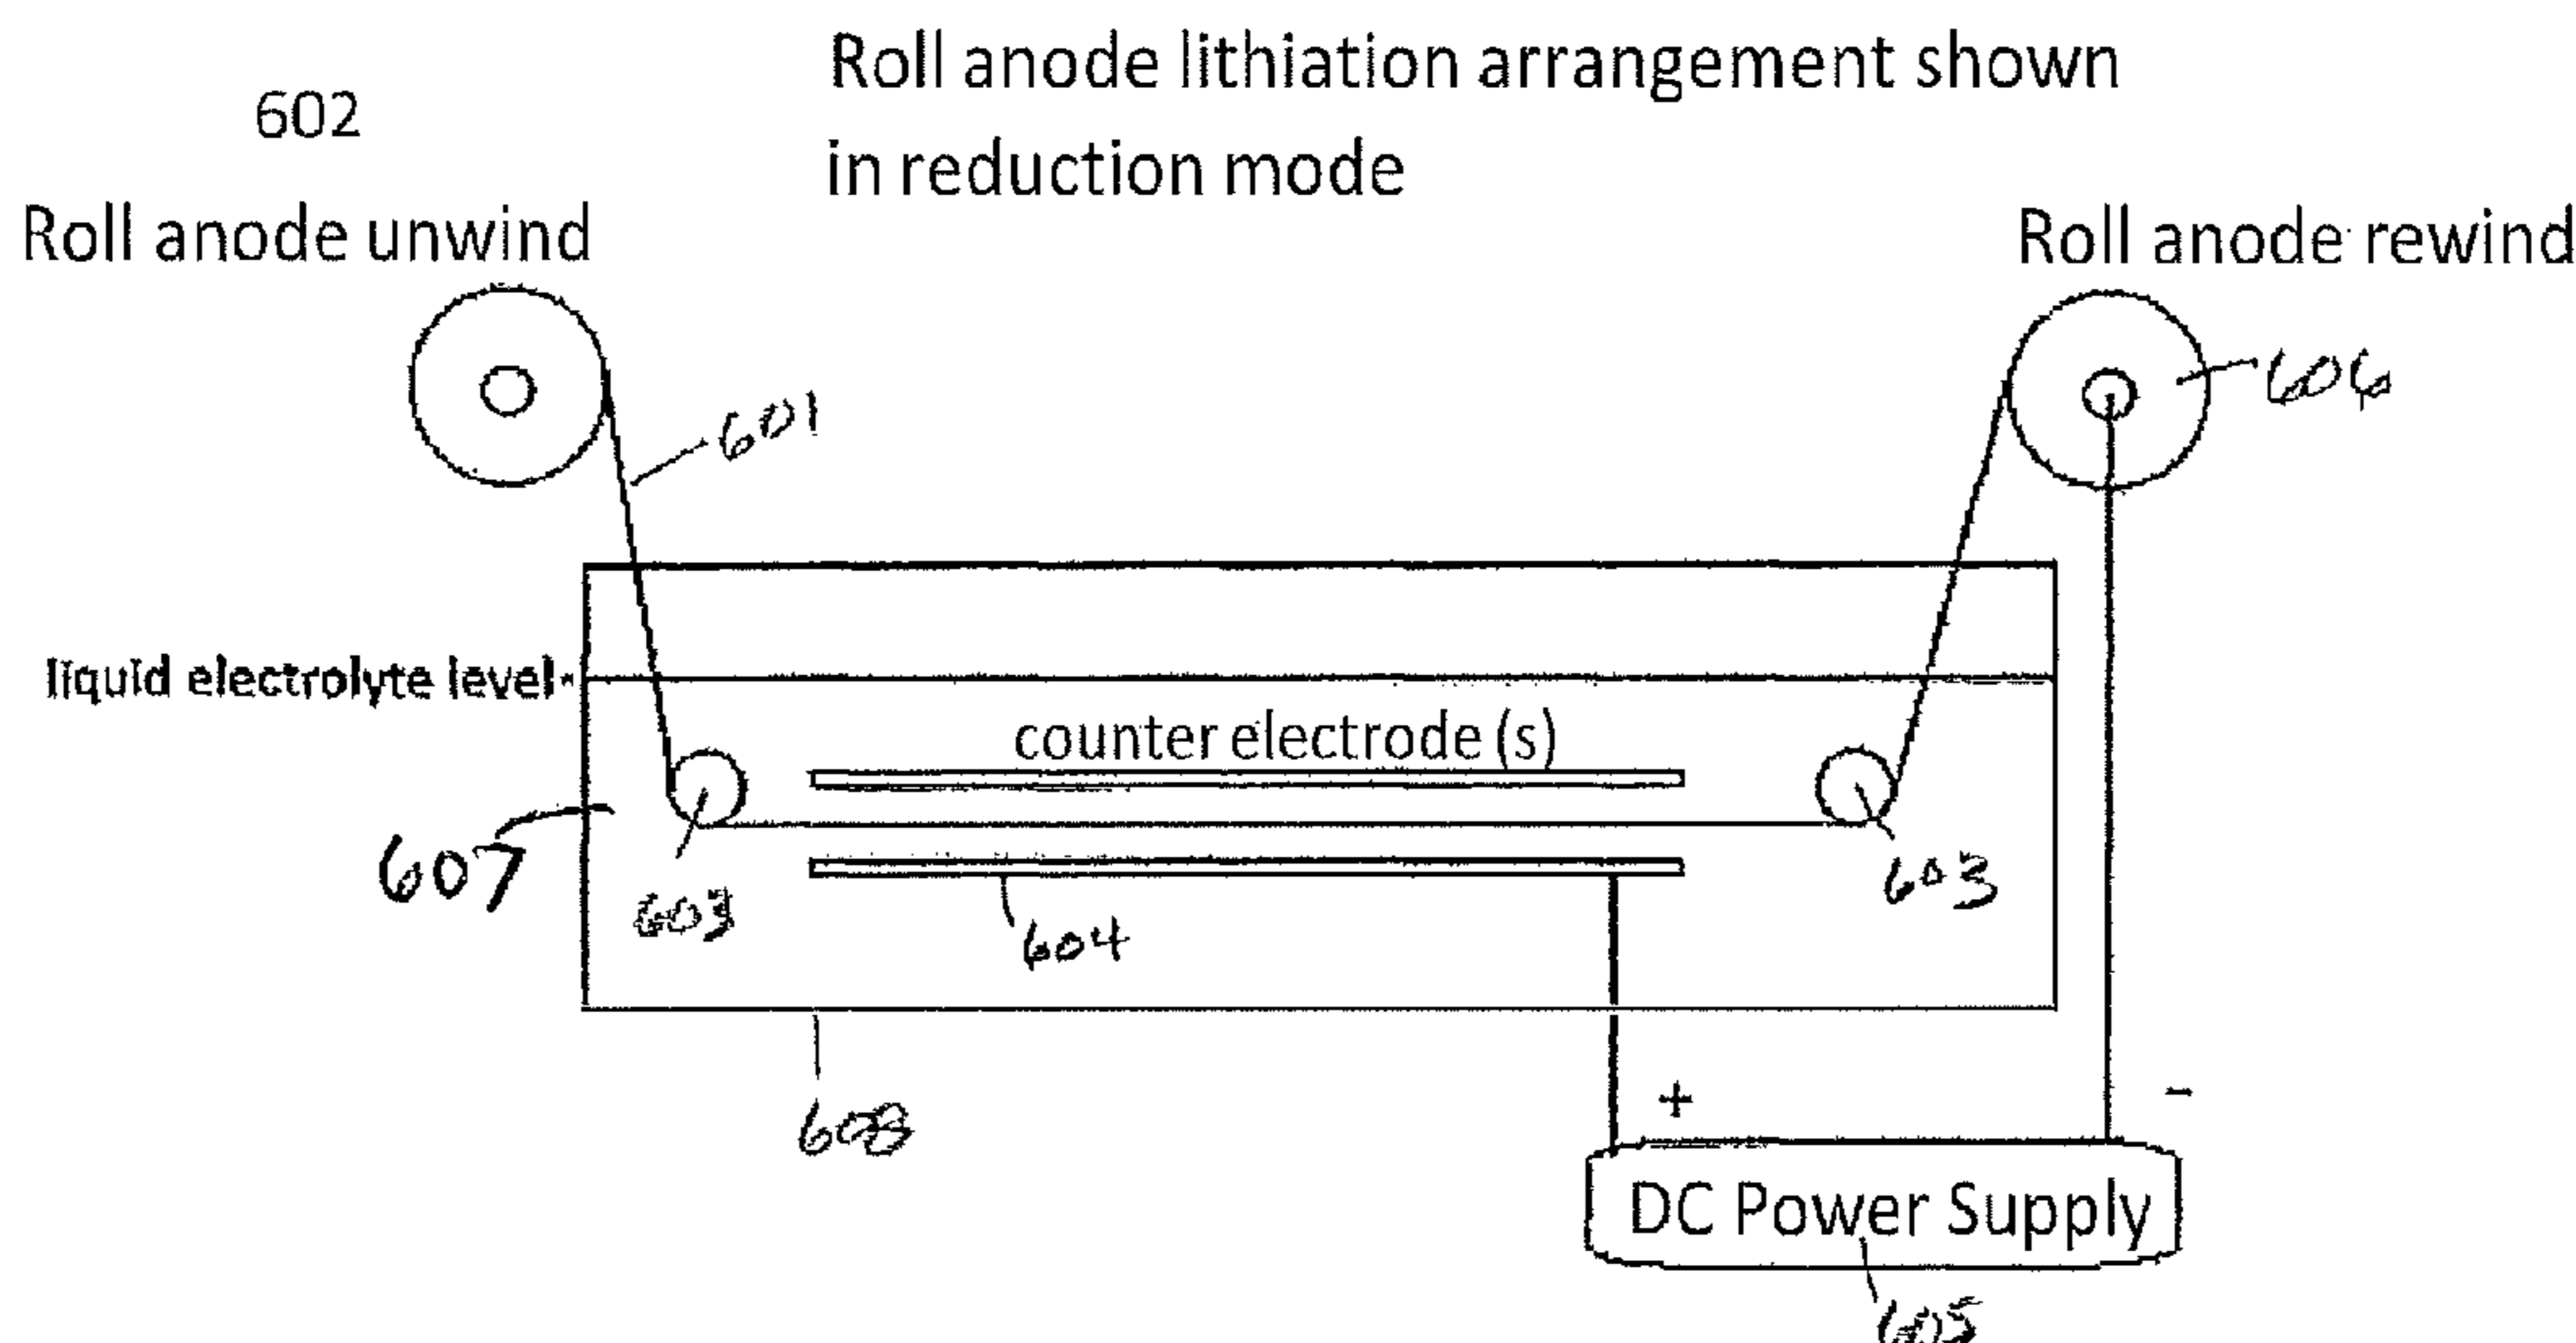 Roll anode lithiation arrangement shown
in reduction mode
602
Roll anode unwind
Roll anode rewind
606
601
liquid electrolyte level
counter electrode (s)
607
603
603
604
608
+
-
DC Power Supply
605